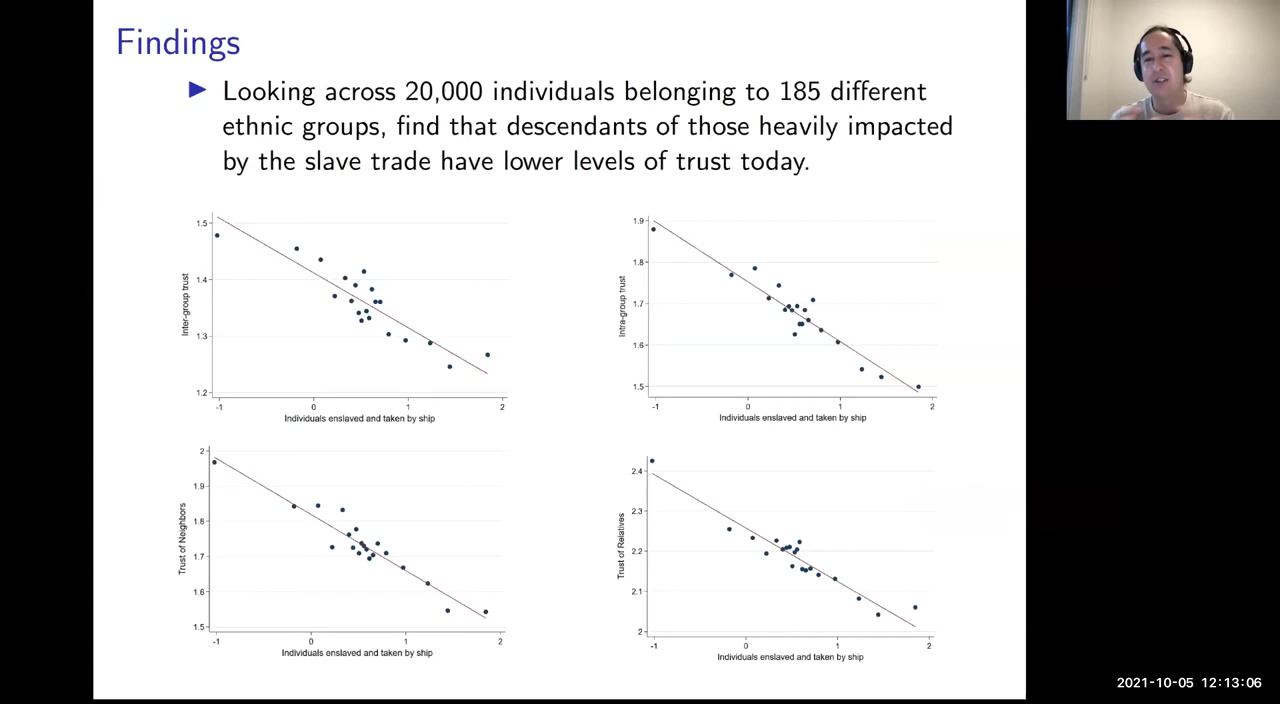 Findings
▶ Looking across 20,000 individuals belonging to 185 different
ethnic groups, find that descendants of those heavily impacted
by the slave trade have lower levels of trust today.
Inter-group trust
1.5
1.4
1.3
1.2
-1 0 1 2
Individuals enslaved and taken by ship
Intra-group trust
1.9
1.8
1.7
1.6
1.5
-1 0 1 2
Individuals enslaved and taken by ship
Trust of Neighbors
2
1.9
1.8
1.7
1.6
1.5
-1 0 1 2
Individuals enslaved and taken by ship
Trust of Relatives
2.4
2.3
2.2
2.1
2
-1 0 1 2
Individuals enslaved and taken by ship
2021-10-05 12:13:06